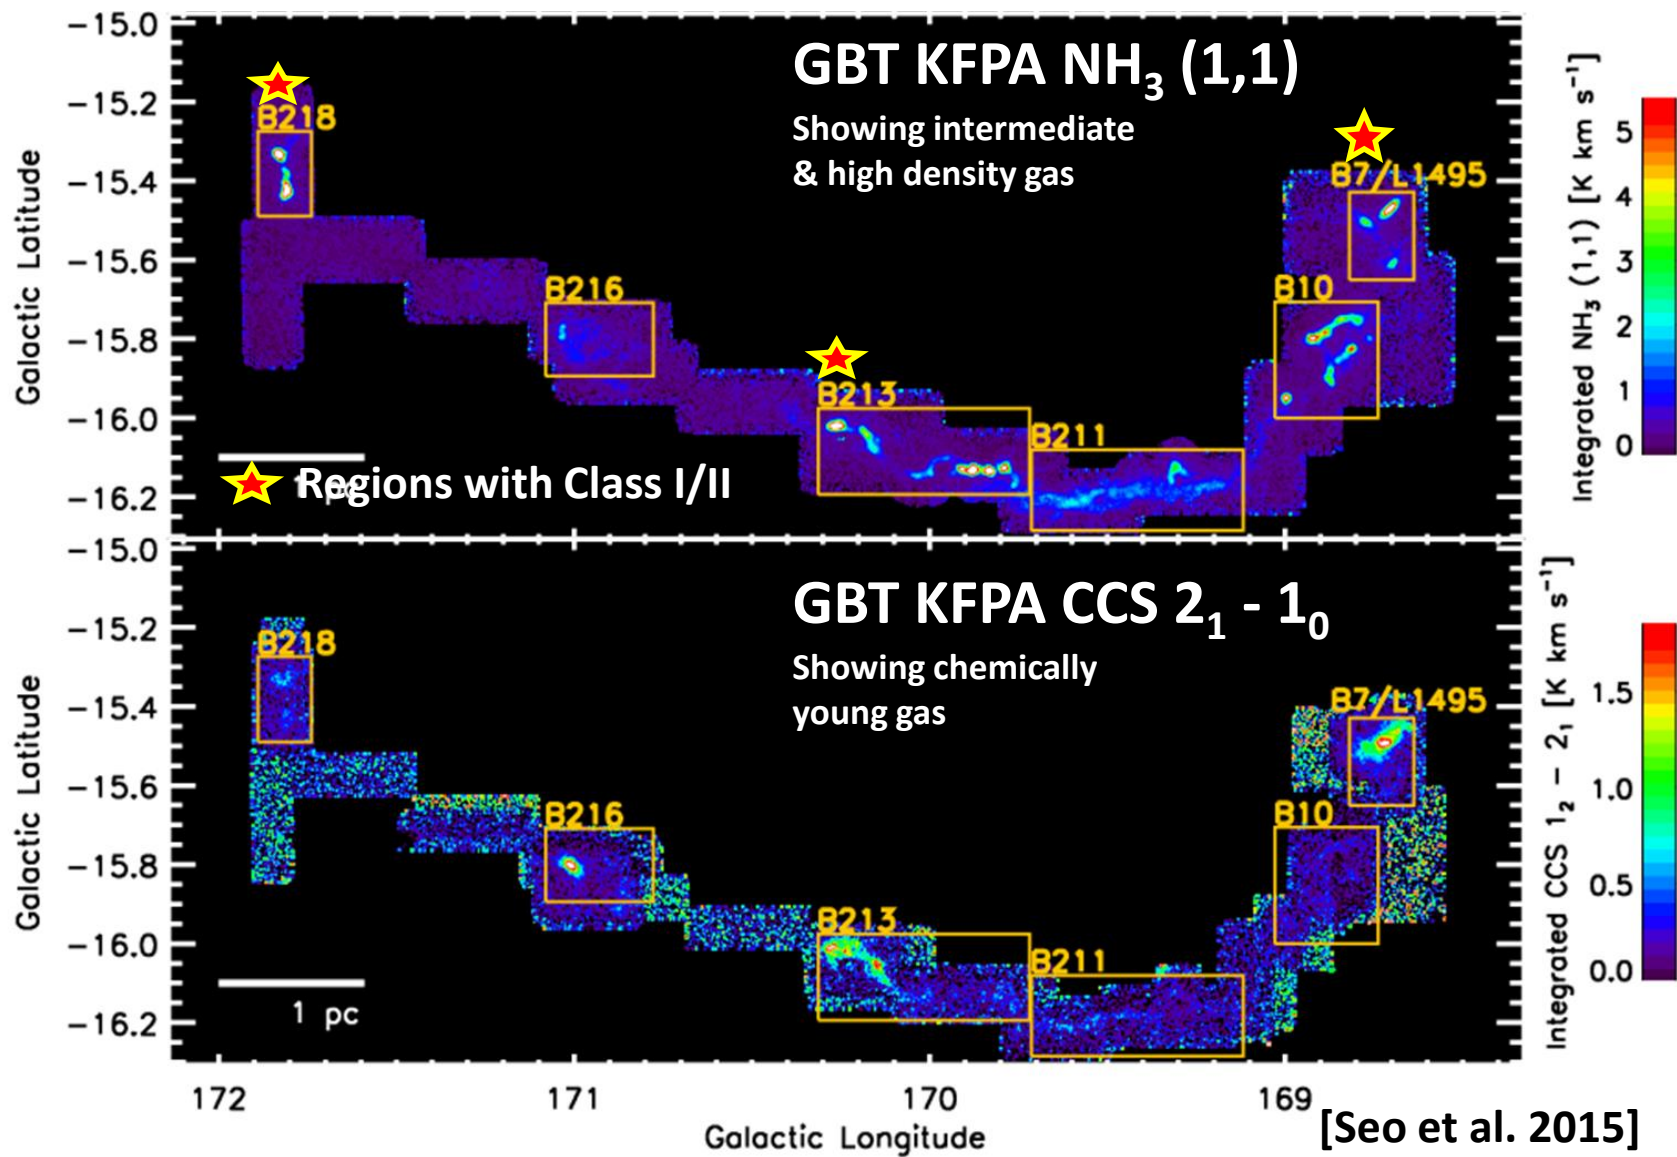 GBT KFPA NH3 (1,1)
Showing intermediate
& high density gas
B218
B216
B213
B211
B10
B7/L1495
1 pc
Regions with Class I/II
-15.0
-15.2
-15.4
-15.6
-15.8
-16.0
-16.2
Galactic Latitude
5
4
3
2
1
0
Integrated NH3 (1,1) [K km s-1]
GBT KFPA CCS 21 - 10
Showing chemically
young gas
B218
B216
B213
B211
B10
B7/L1495
1 pc
-15.0
-15.2
-15.4
-15.6
-15.8
-16.0
-16.2
Galactic Latitude
1.5
1.0
0.5
0.0
Integrated CCS 12 - 21 [K km s-1]
172
171
170
169
Galactic Longitude
[Seo et al. 2015]